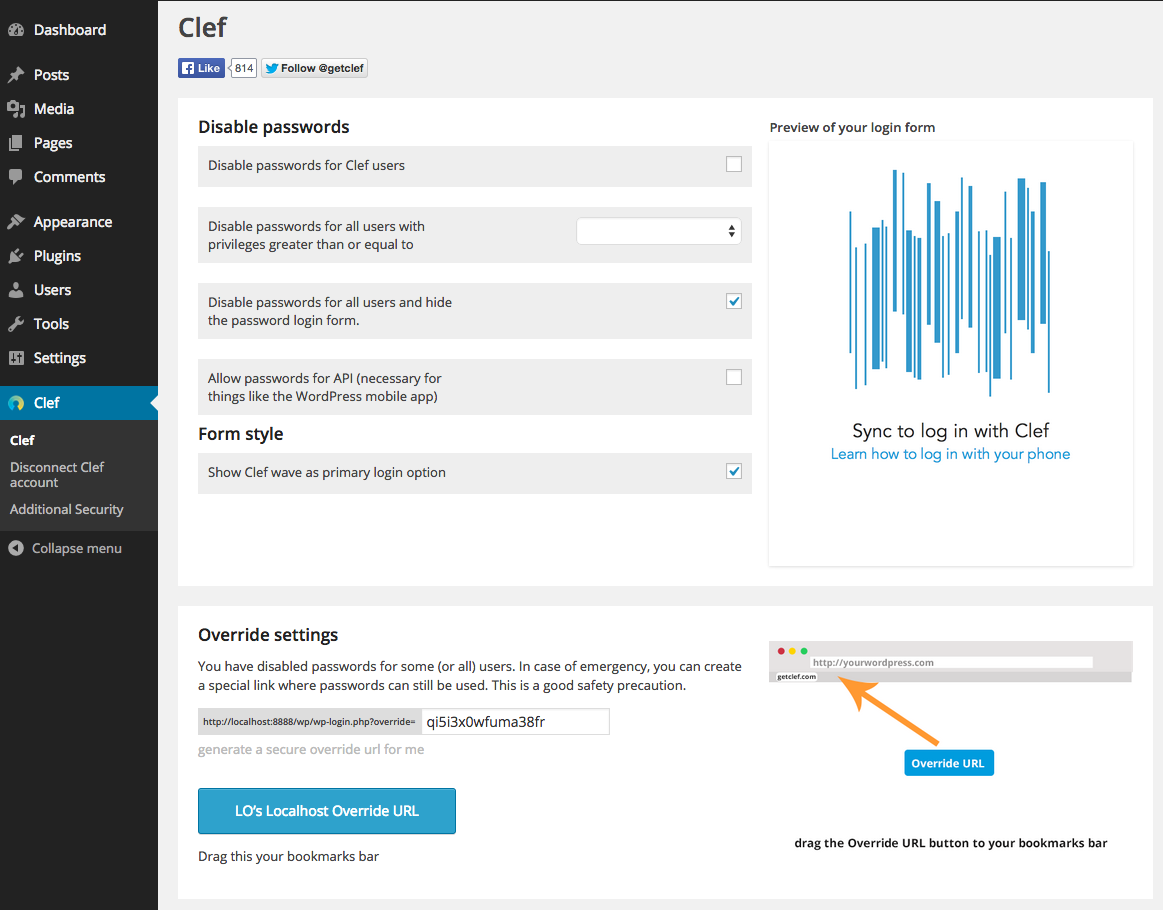 Dashboard
Posts
Media
Pages
Comments
Appearance
Plugins
Users
Tools
Settings
Clef
Clef
Disconnect Clef
account
Additional Security
Collapse menu
Clef
Like 814 Follow @getclef
Disable passwords
Disable passwords for Clef users
Disable passwords for all users with
privileges greater than or equal to
Disable passwords for all users and hide
the password login form.
Allow passwords for API (necessary for
things like the WordPress mobile app)
Form style
Show Clef wave as primary login option
Preview of your login form
Sync to log in with Clef
Learn how to log in with your phone
Override settings
You have disabled passwords for some (or all) users. In case of emergency, you can create
a special link where passwords can still be used. This is a good safety precaution.
http://localhost:8888/wp/wp-login.php?override= qi5i3x0wfuma38fr
generate a secure override url for me
LO's Localhost Override URL
Drag this your bookmarks bar
http://yourwordpress.com
getclef.com
Override URL
drag the Override URL button to your bookmarks bar